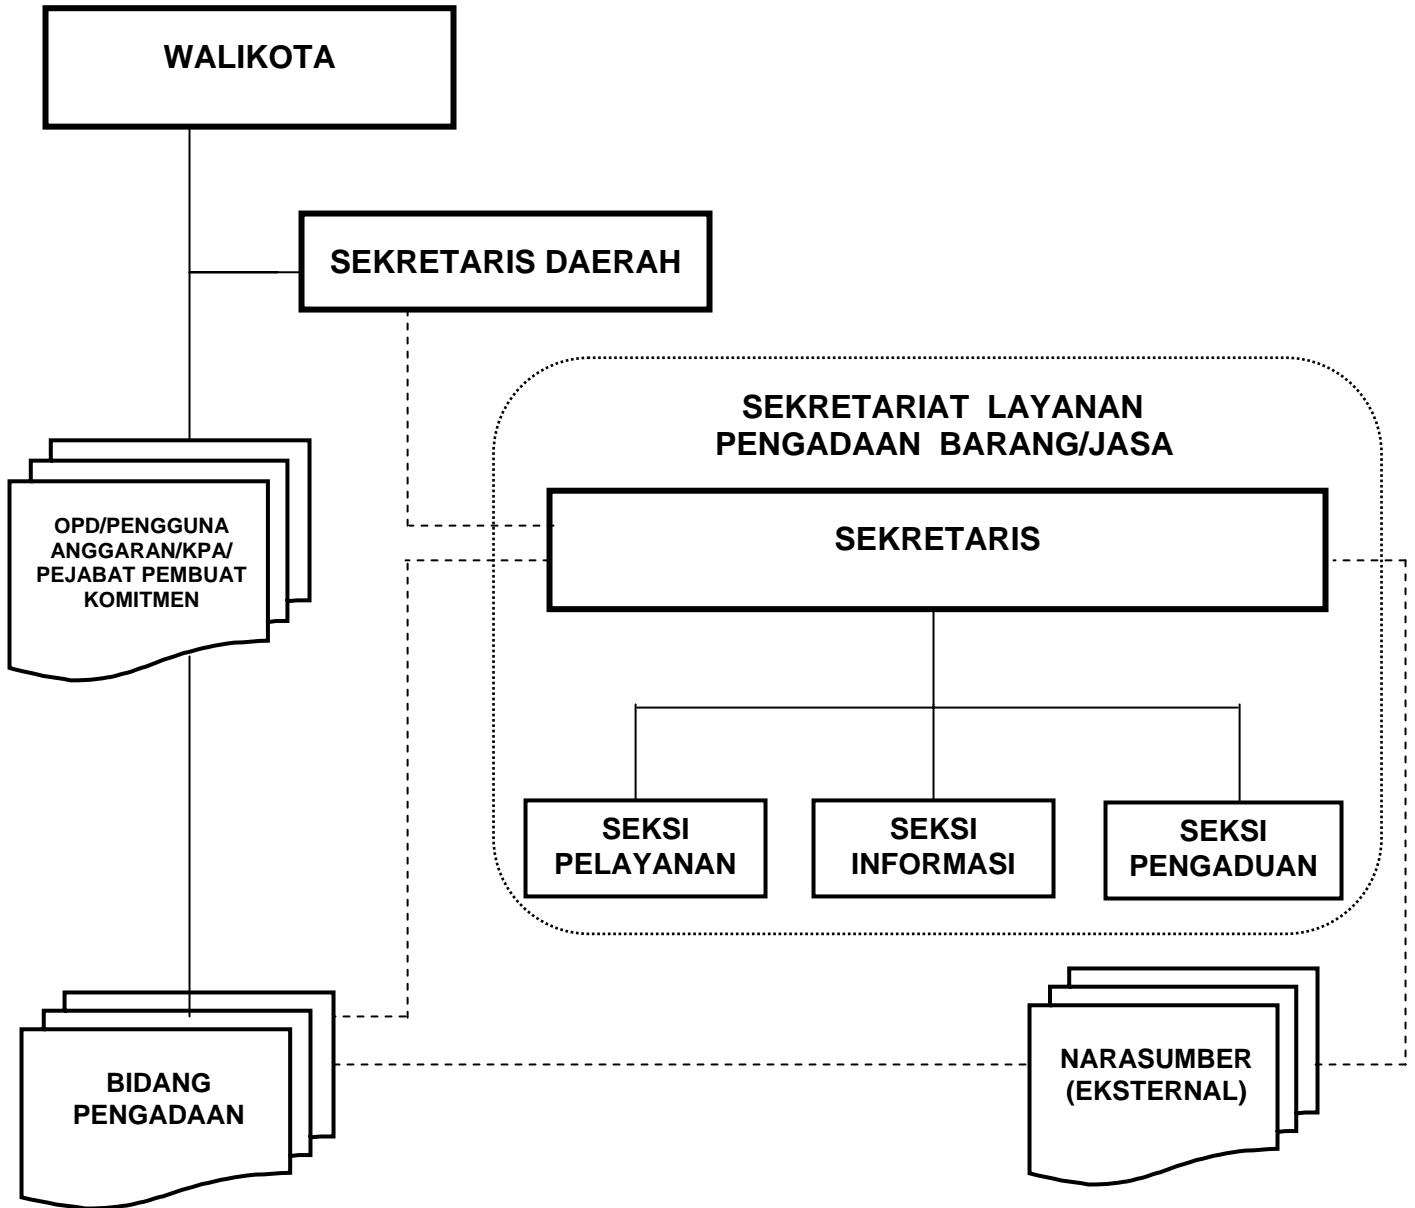 WALIKOTA
SEKRETARIS DAERAH
SEKRETARIAT LAYANAN
PENGADAAN BARANG/JASA
OPD/PENGGUNA
ANGGARAN/KPA/
PEJABAT PEMBUAT
KOMITMEN
SEKRETARIS
SEKSI
PELAYANAN
SEKSI
INFORMASI
SEKSI
PENGADUAN
BIDANG
PENGADAAN
NARASUMBER
(EKSTERNAL)